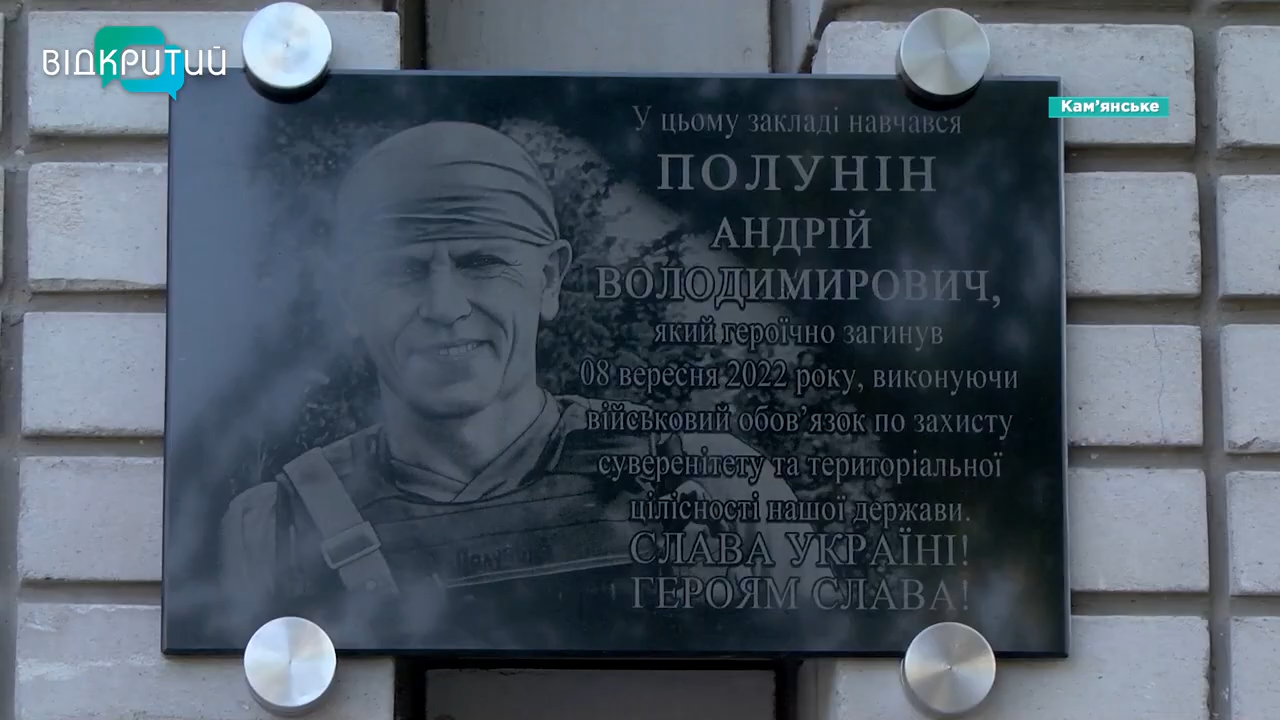 ВІДКРИТИЙ
Кам'янське
У цьому закладі навчався
ПОЛУНІН
АНДРІЙ
ВОЛОДИМИРОВИЧ,
який героїчно загинув
08 вересня 2022 року, виконуючи
військовий обов’язок по захисту
суверенітету та територіальної
цілісності нашої держави.
СЛАВА УКРАЇНІ!
ГЕРОЯМ СЛАВА!